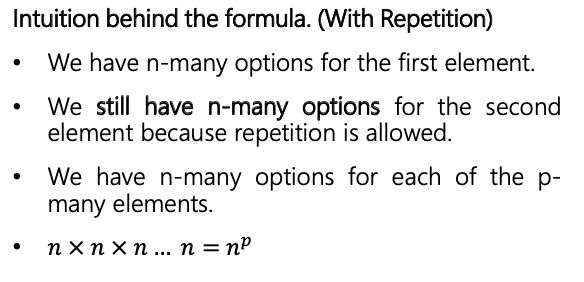 Intuition behind the formula. (With Repetition)
• We have n-many options for the first element.
• We still have n-many options for the second
element because repetition is allowed.
• We have n-many options for each of the p-
many elements.
• n × n × n ... n = nᵖ